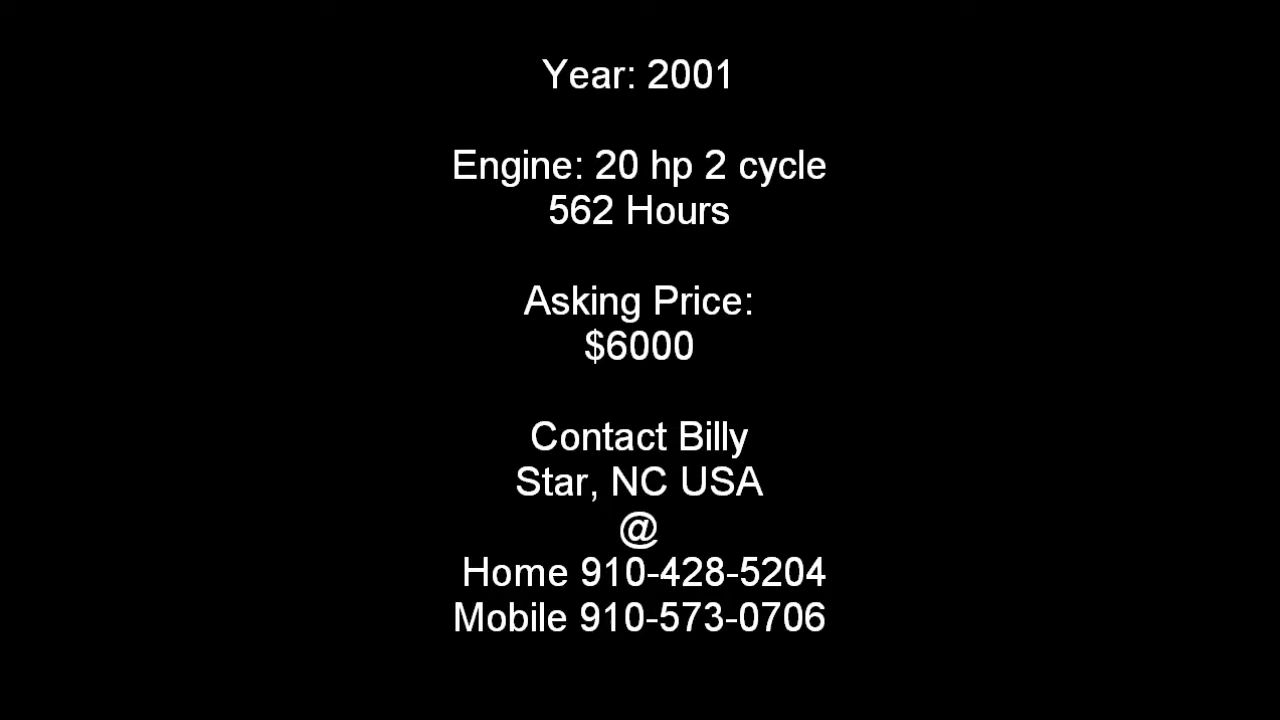 Year: 2001
Engine: 20 hp 2 cycle
562 Hours
Asking Price:
$6000
Contact Billy
Star, NC USA
@
Home 910-428-5204
Mobile 910-573-0706